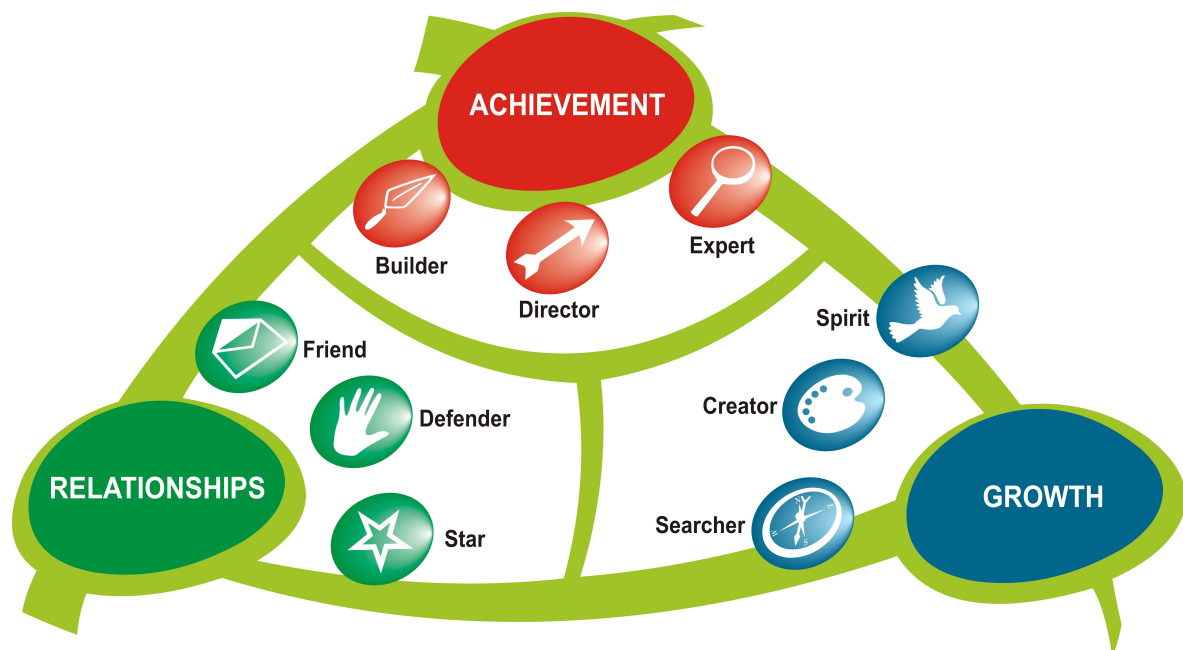 ACHIEVEMENT
Builder
Director
Expert
Friend
Defender
Star
RELATIONSHIPS
Spirit
Creator
Searcher
GROWTH
N
E
S
W